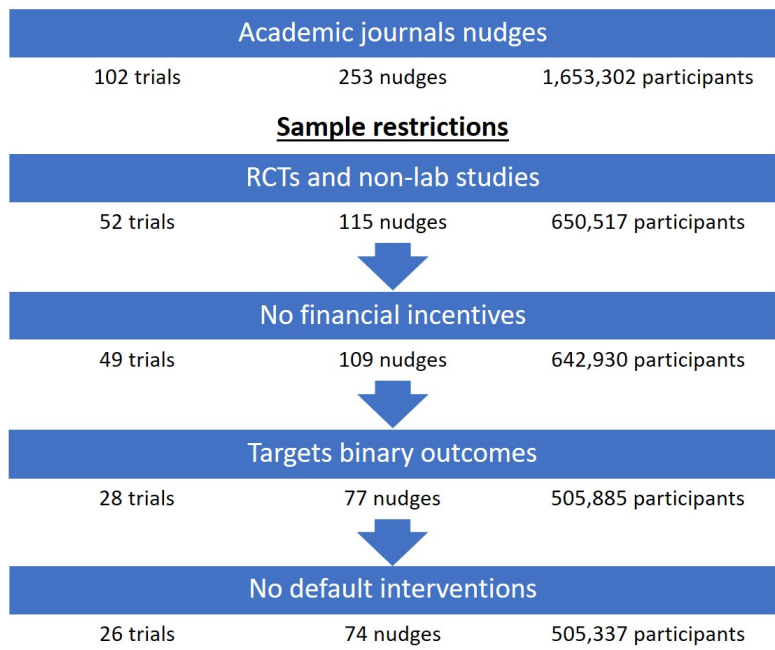 Academic journals nudges
102 trials 253 nudges 1,653,302 participants
Sample restrictions
RCTs and non-lab studies
52 trials 115 nudges 650,517 participants
No financial incentives
49 trials 109 nudges 642,930 participants
Targets binary outcomes
28 trials 77 nudges 505,885 participants
No default interventions
26 trials 74 nudges 505,337 participants